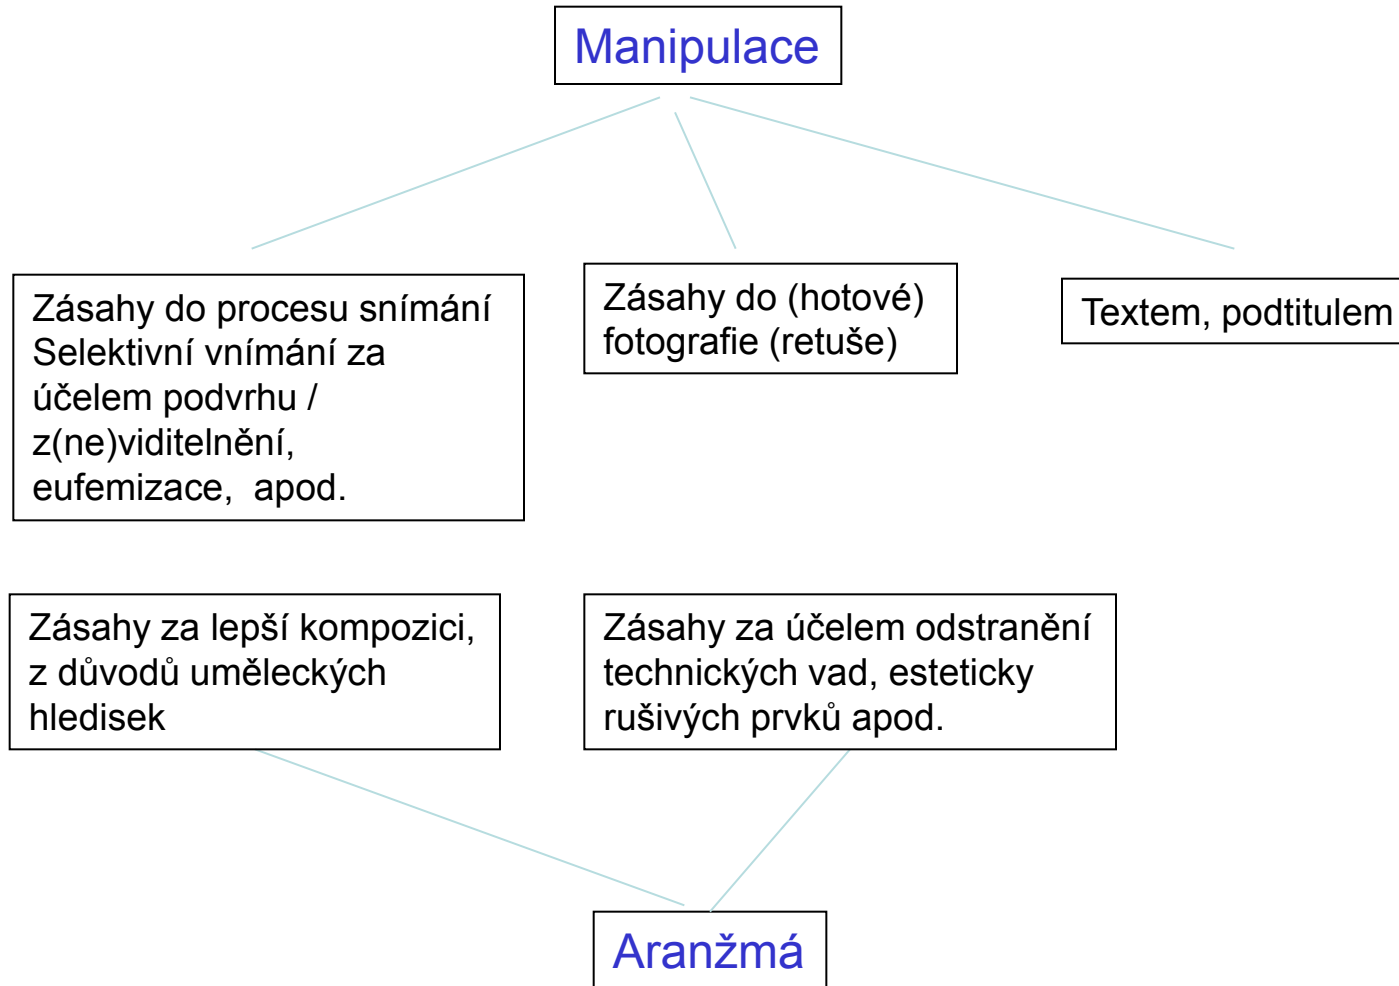 Manipulace
Zásahy do procesu snímání
Selektivní vnímání za
účelem podvrhu /
z(ne)viditelnění,
eufemizace, apod.
Zásahy do (hotové)
fotografie (retuše)
Textem, podtitulem
Zásahy za lepší kompozici,
z důvodů uměleckých
hledisek
Zásahy za účelem odstranění
technických vad, esteticky
rušivých prvků apod.
Aranžmá